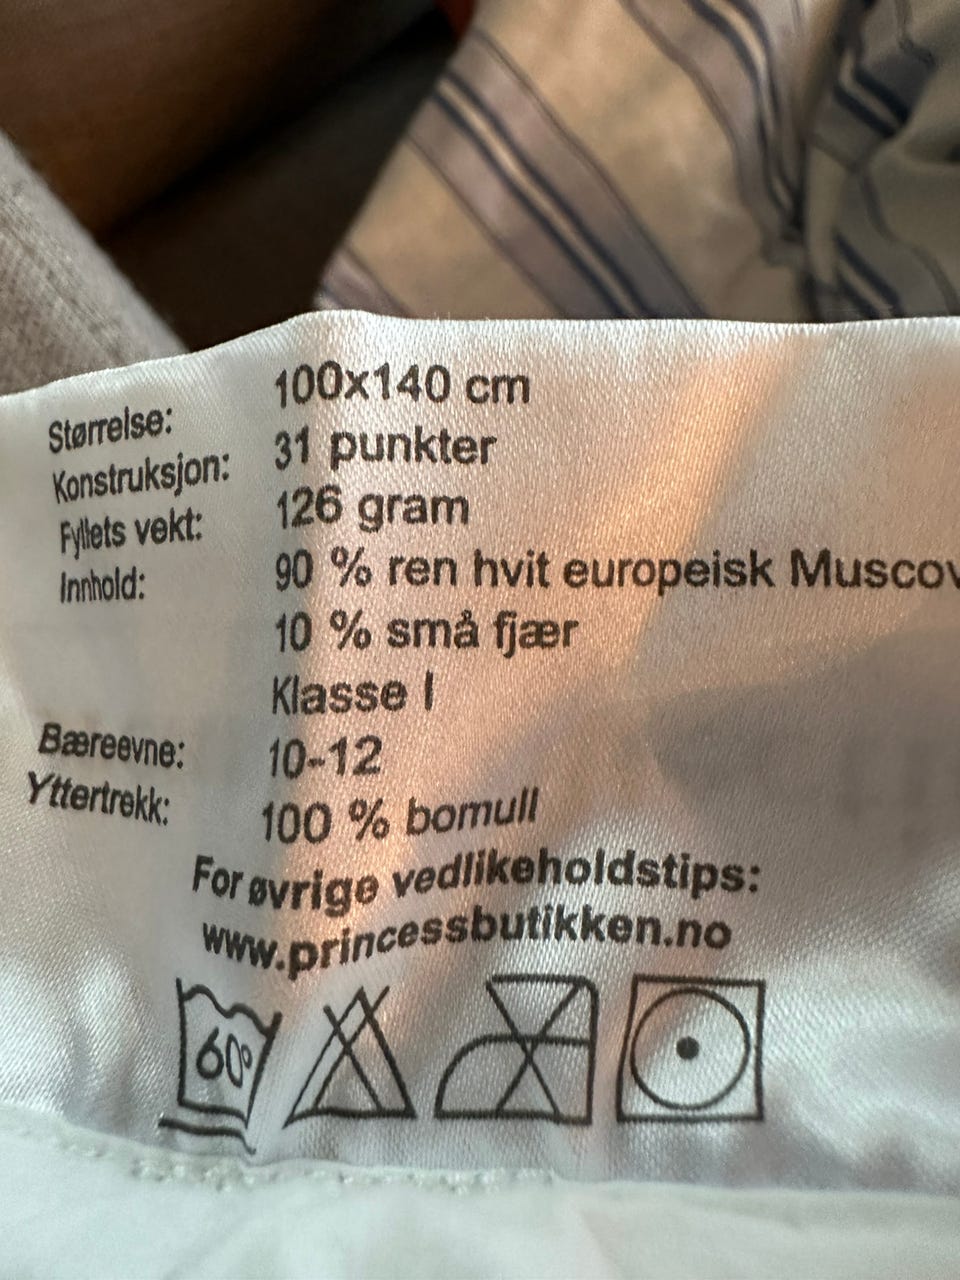 Størrelse: 100x140 cm
Konstruksjon: 31 punkter
Fyllets vekt: 126 gram
Innhold: 90 % ren hvit europeisk
10 % små fjær
Klasse I
Bæreevne: 10-12
Yttertrekk: 100 % bomull
For øvrige vedlikeholdstips:
www.princessbutikken.no
60°